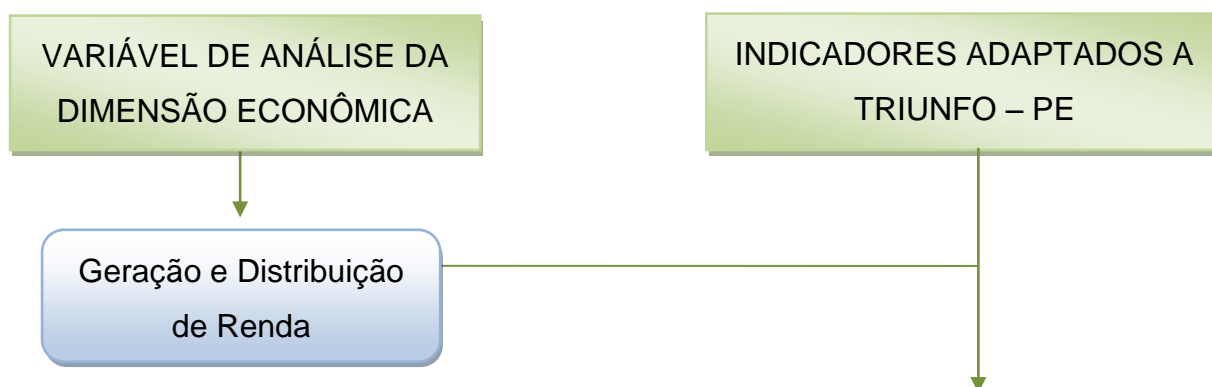 VARIÁVEL DE ANÁLISE DA
DIMENSÃO ECONÔMICA
INDICADORES ADAPTADOS A
TRIUNFO – PE
Geração e Distribuição
de Renda